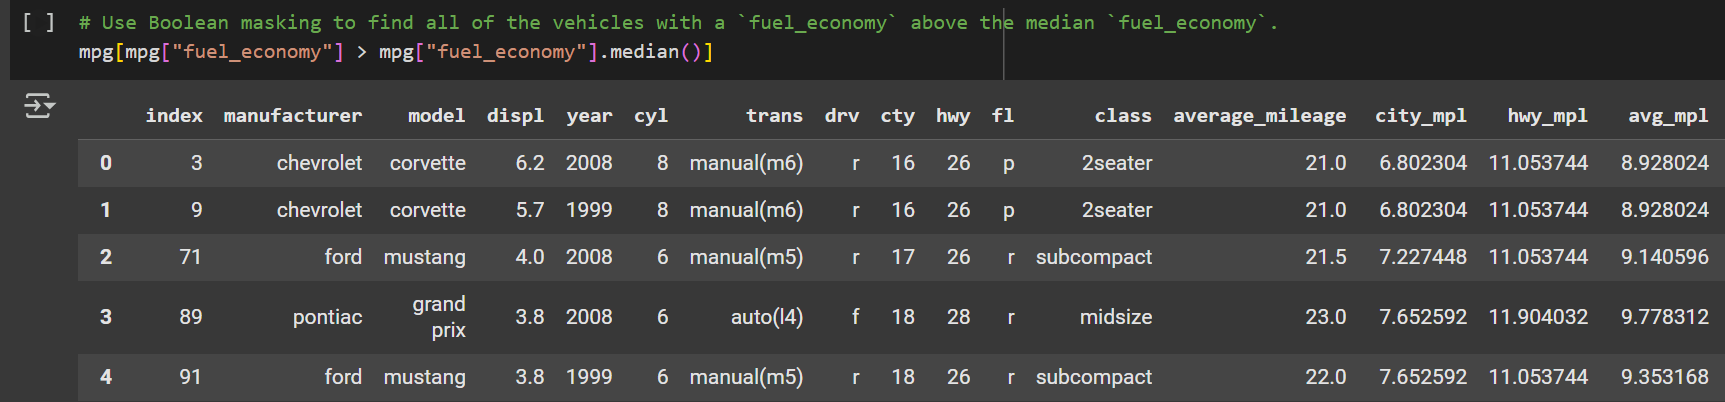 [ ] # Use Boolean masking to find all of the vehicles with a `fuel_economy` above the median `fuel_economy`.
mpg[mpg["fuel_economy"] > mpg["fuel_economy"].median()]
index manufacturer model displ year cyl trans drv cty hwy fl class average_mileage city_mpl hwy_mpl avg_mpl
0 3 chevrolet corvette 6.2 2008 8 manual(m6) r 16 26 p 2seater 21.0 6.802304 11.053744 8.928024
1 9 chevrolet corvette 5.7 1999 8 manual(m6) r 16 26 p 2seater 21.0 6.802304 11.053744 8.928024
2 71 ford mustang 4.0 2008 6 manual(m5) r 17 26 r subcompact 21.5 7.227448 11.053744 9.140596
3 89 pontiac grand prix 3.8 2008 6 auto(l4) f 18 28 r midsize 23.0 7.652592 11.904032 9.778312
4 91 ford mustang 3.8 1999 6 manual(m5) r 18 26 r subcompact 22.0 7.652592 11.053744 9.353168